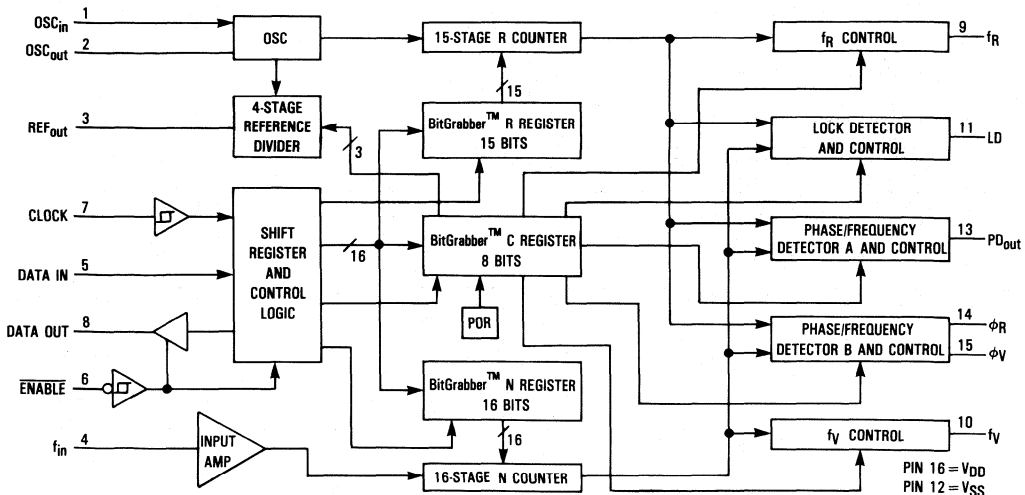 1
OSCin
2
OSCout
OSC
15-STAGE R COUNTER
fR CONTROL
9
fR
15
3
REFout
4-STAGE
REFERENCE
DIVIDER
3
BitGrabber™ R REGISTER
15 BITS
LOCK DETECTOR
AND CONTROL
11
LD
7
CLOCK
5
DATA IN
8
DATA OUT
6
ENABLE
SHIFT
REGISTER
AND
CONTROL
LOGIC
16
BitGrabber™ C REGISTER
8 BITS
POR
PHASE/FREQUENCY
DETECTOR A AND CONTROL
13
PDout
PHASE/FREQUENCY
DETECTOR B AND CONTROL
14
ϕR
15
ϕV
BitGrabber™ N REGISTER
16 BITS
16
4
fin
INPUT
AMP
16-STAGE N COUNTER
fV CONTROL
10
fV
PIN 16 = VDD
PIN 12 = VSS